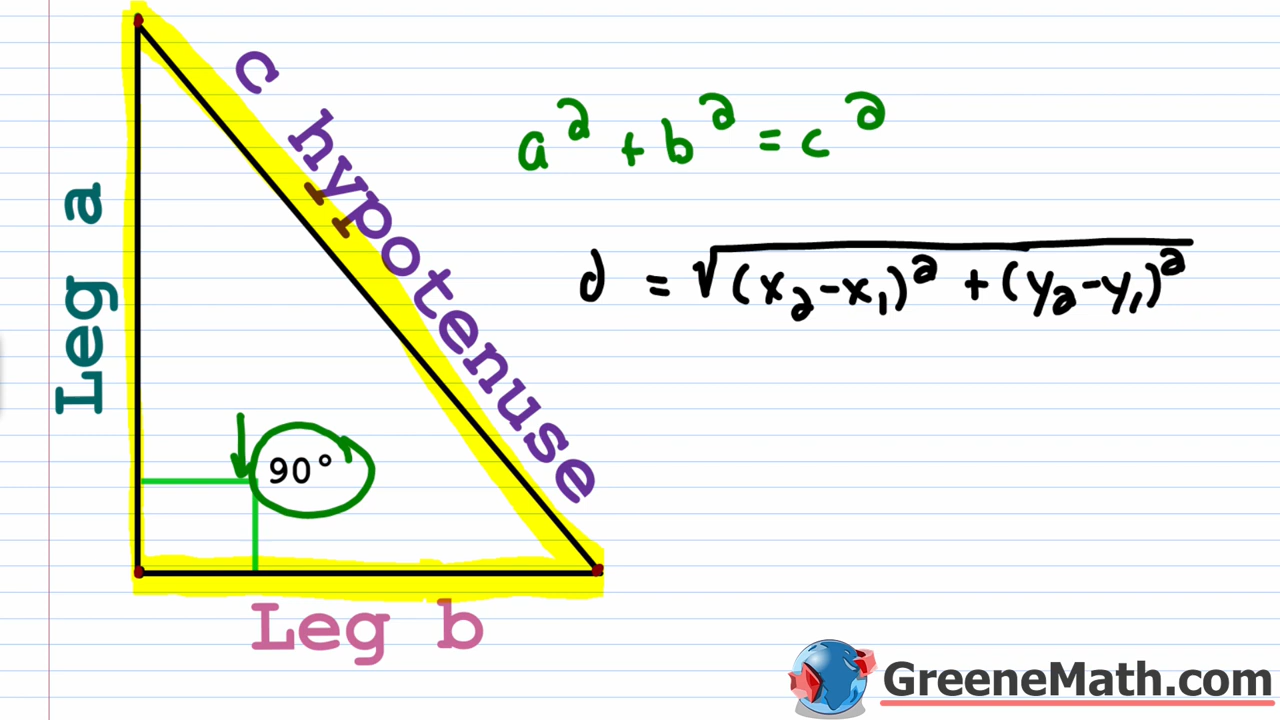 c hypotenuse
a² + b² = c²
Leg a
d = √(x₂-x₁)² + (y₂-y₁)²
90°
Leg b
GreeneMath.com